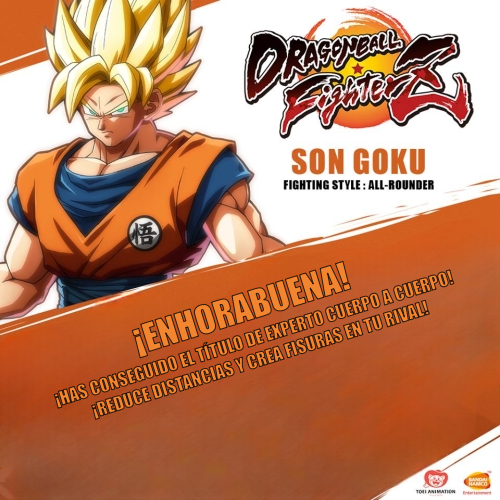 DRAGONBALL
FighterZ
SON GOKU
FIGHTING STYLE : ALL-ROUNDER
悟
¡ENHORABUENA!
¡HAS CONSEGUIDO EL TÍTULO DE EXPERTO CUERPO A CUERPO!
¡REDUCE DISTANCIAS Y CREA FISURAS EN TU RIVAL!
TOEI ANIMATION
BANDAI
NAMCO
Entertainment